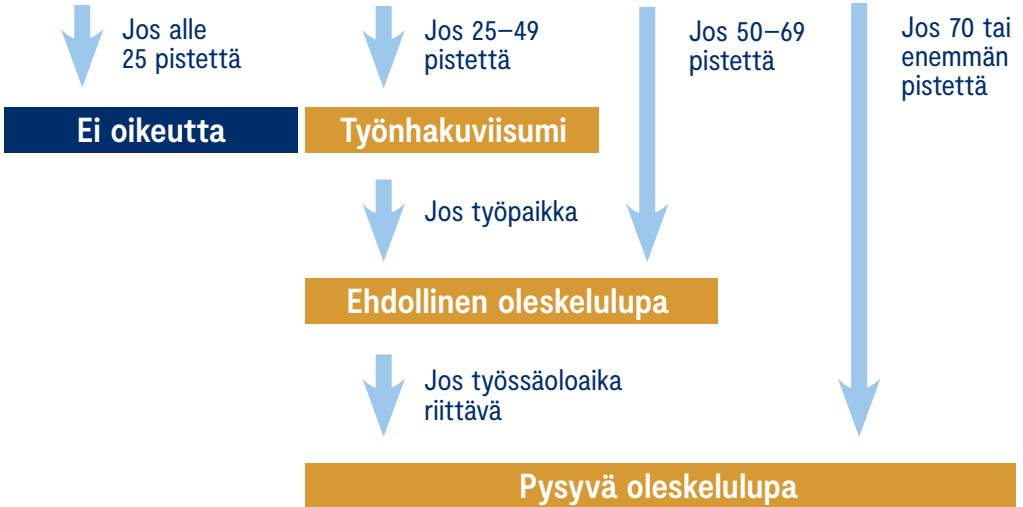 Jos alle
25 pistettä
Jos 25–49
pistettä
Jos 50–69
pistettä
Jos 70 tai
enemmän
pistettä
Ei oikeutta
Työnhakuviisumi
Jos työpaikka
Ehdollinen oleskelulupa
Jos työssäoloaika
riittävä
Pysyvä oleskelulupa